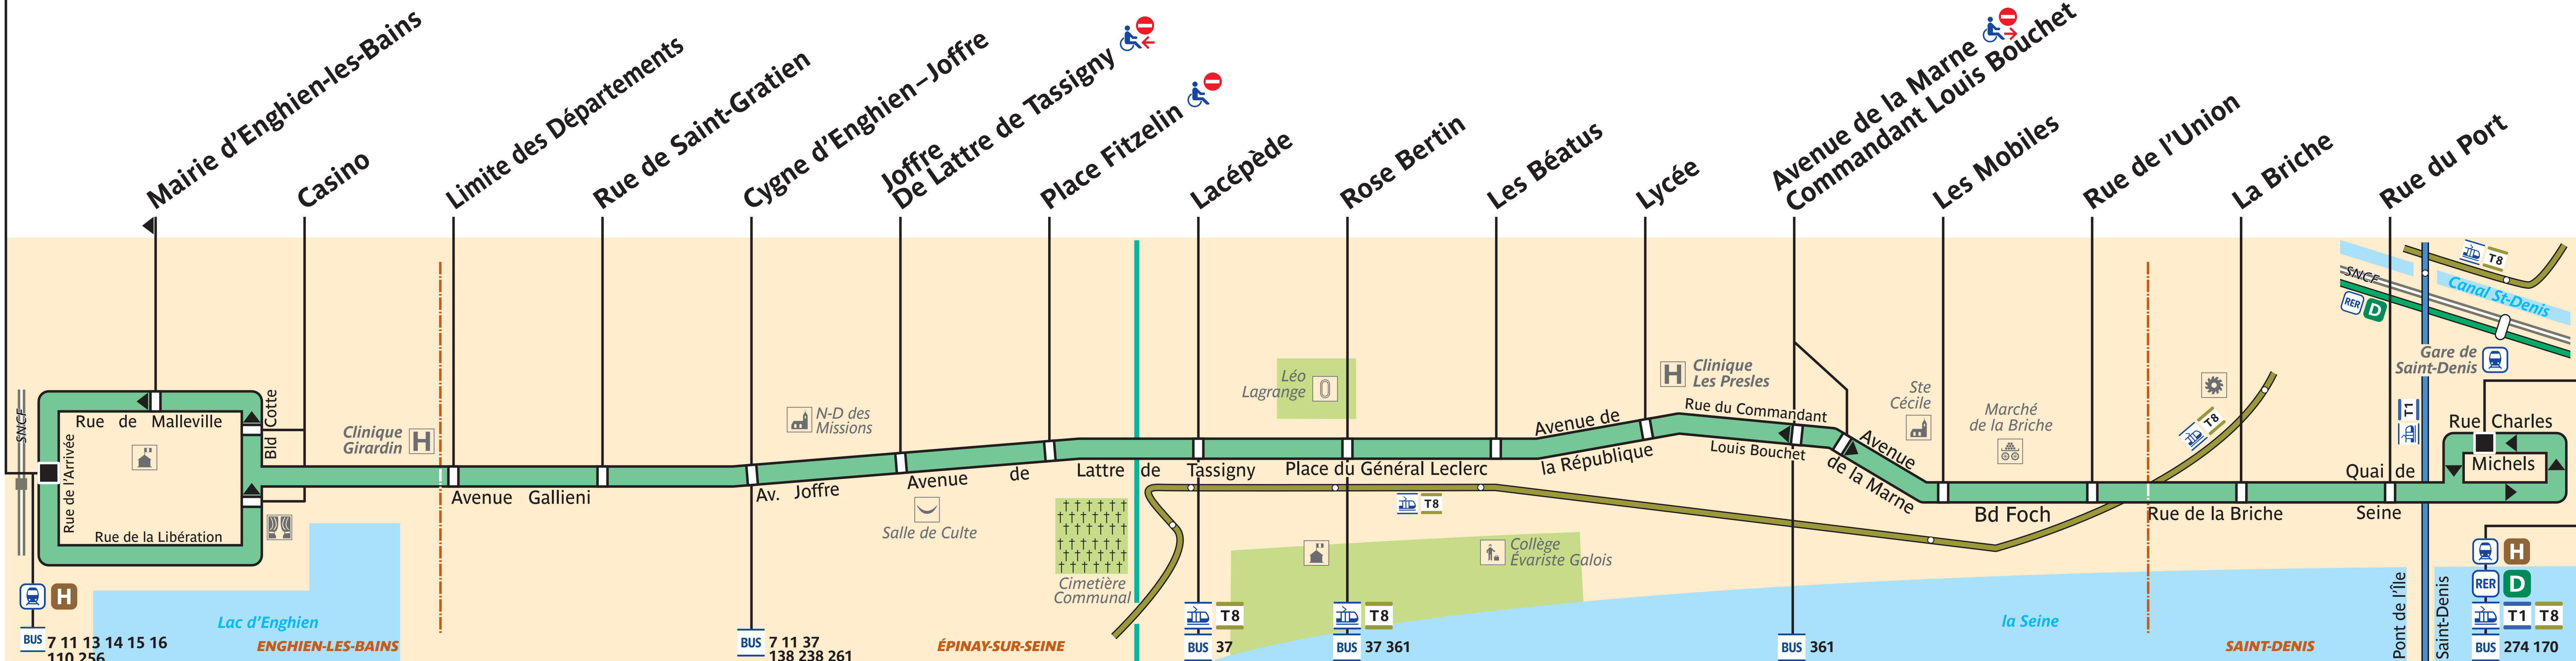 Mairie d'Enghien-les-Bains
Casino
Limite des Départements
Rue de Saint-Gratien
Cygne d'Enghien–Joffre
Joffre
De Lattre de Tassigny
Place Fitzelin
Lacépède
Rose Bertin
Les Béatus
Lycée
Avenue de la Marne
Commandant Louis Bouchet
Les Mobiles
Rue de l'Union
La Briche
Rue du Port
SNCF
Rue de l'Arrivée
Rue de Malleville
Rue de la Libération
Bld Cotte
Clinique
Girardin
H
Avenue Gallieni
Av. Joffre
N-D des
Missions
Avenue de Lattre de Tassigny
Salle de Culte
Cimetière
Communal
Léo
Lagrange
Place du Général Leclerc
T8
Collège
Évariste Galois
Avenue de
la République
H
Clinique
Les Presles
Rue du Commandant
Louis Bouchet
Avenue
de la Marne
Ste
Cécile
Marché
de la Briche
Bd Foch
T8
Rue de la Briche
Quai de
Seine
T1
T8
SNCF
Canal St-Denis
RER D
Gare de
Saint-Denis
Rue Charles
Michels
Pont de l'Île
Saint-Denis
H
BUS 7 11 13 14 15 16
110 256
Lac d'Enghien
ENGHIEN-LES-BAINS
BUS 7 11 37
138 238 261
ÉPINAY-SUR-SEINE
T8
BUS 37
T8
BUS 37 361
BUS 361
la Seine
SAINT-DENIS
H
RER D
T1 T8
BUS 274 170